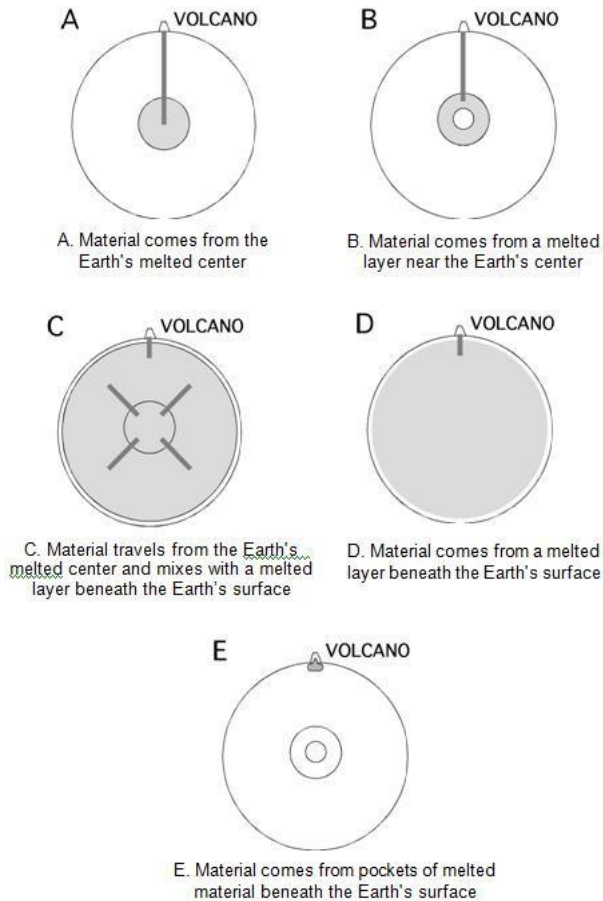 A
VOLCANO
A. Material comes from the
Earth's melted center
B
VOLCANO
B. Material comes from a melted
layer near the Earth's center
C
VOLCANO
C. Material travels from the Earth's
melted center and mixes with a melted
layer beneath the Earth's surface
D
VOLCANO
D. Material comes from a melted
layer beneath the Earth's surface
E
VOLCANO
E. Material comes from pockets of melted
material beneath the Earth's surface